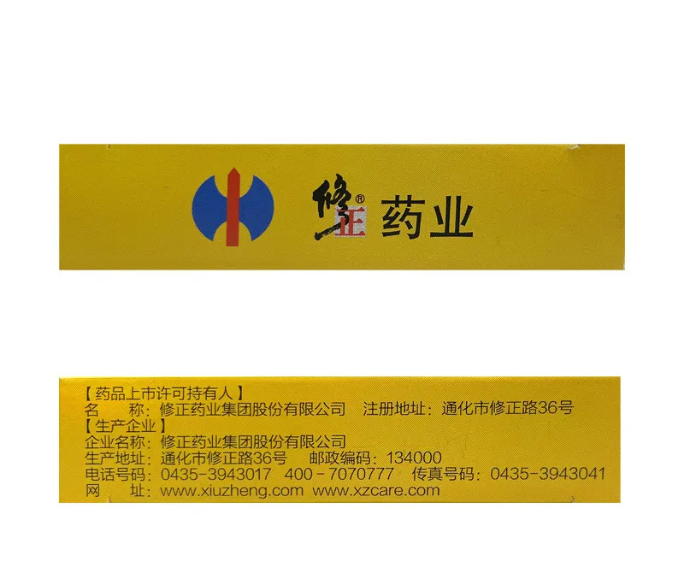 修正® 药业
【药品上市许可持有人】
名 称：修正药业集团股份有限公司 注册地址：通化市修正路36号
【生产企业】
企业名称：修正药业集团股份有限公司
生产地址：通化市修正路36号 邮政编码：134000
电话号码：0435-3943017 400-7070777 传真号码：0435-3943041
网 址：www.xiuzheng.com www.xzcare.com